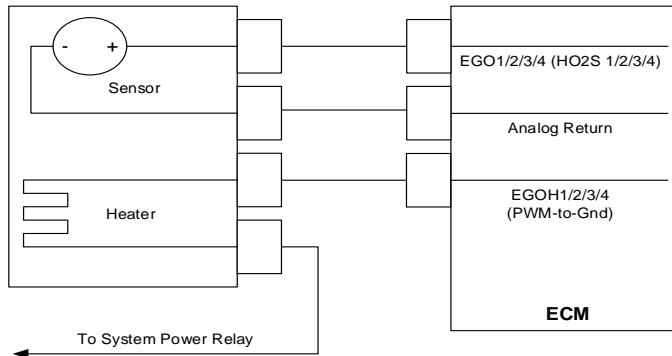 - +
EGO1/2/3/4 (HO2S 1/2/3/4)
Sensor
Analog Return
EGOH1/2/3/4
(PWM-to-Gnd)
Heater
ECM
To System Power Relay